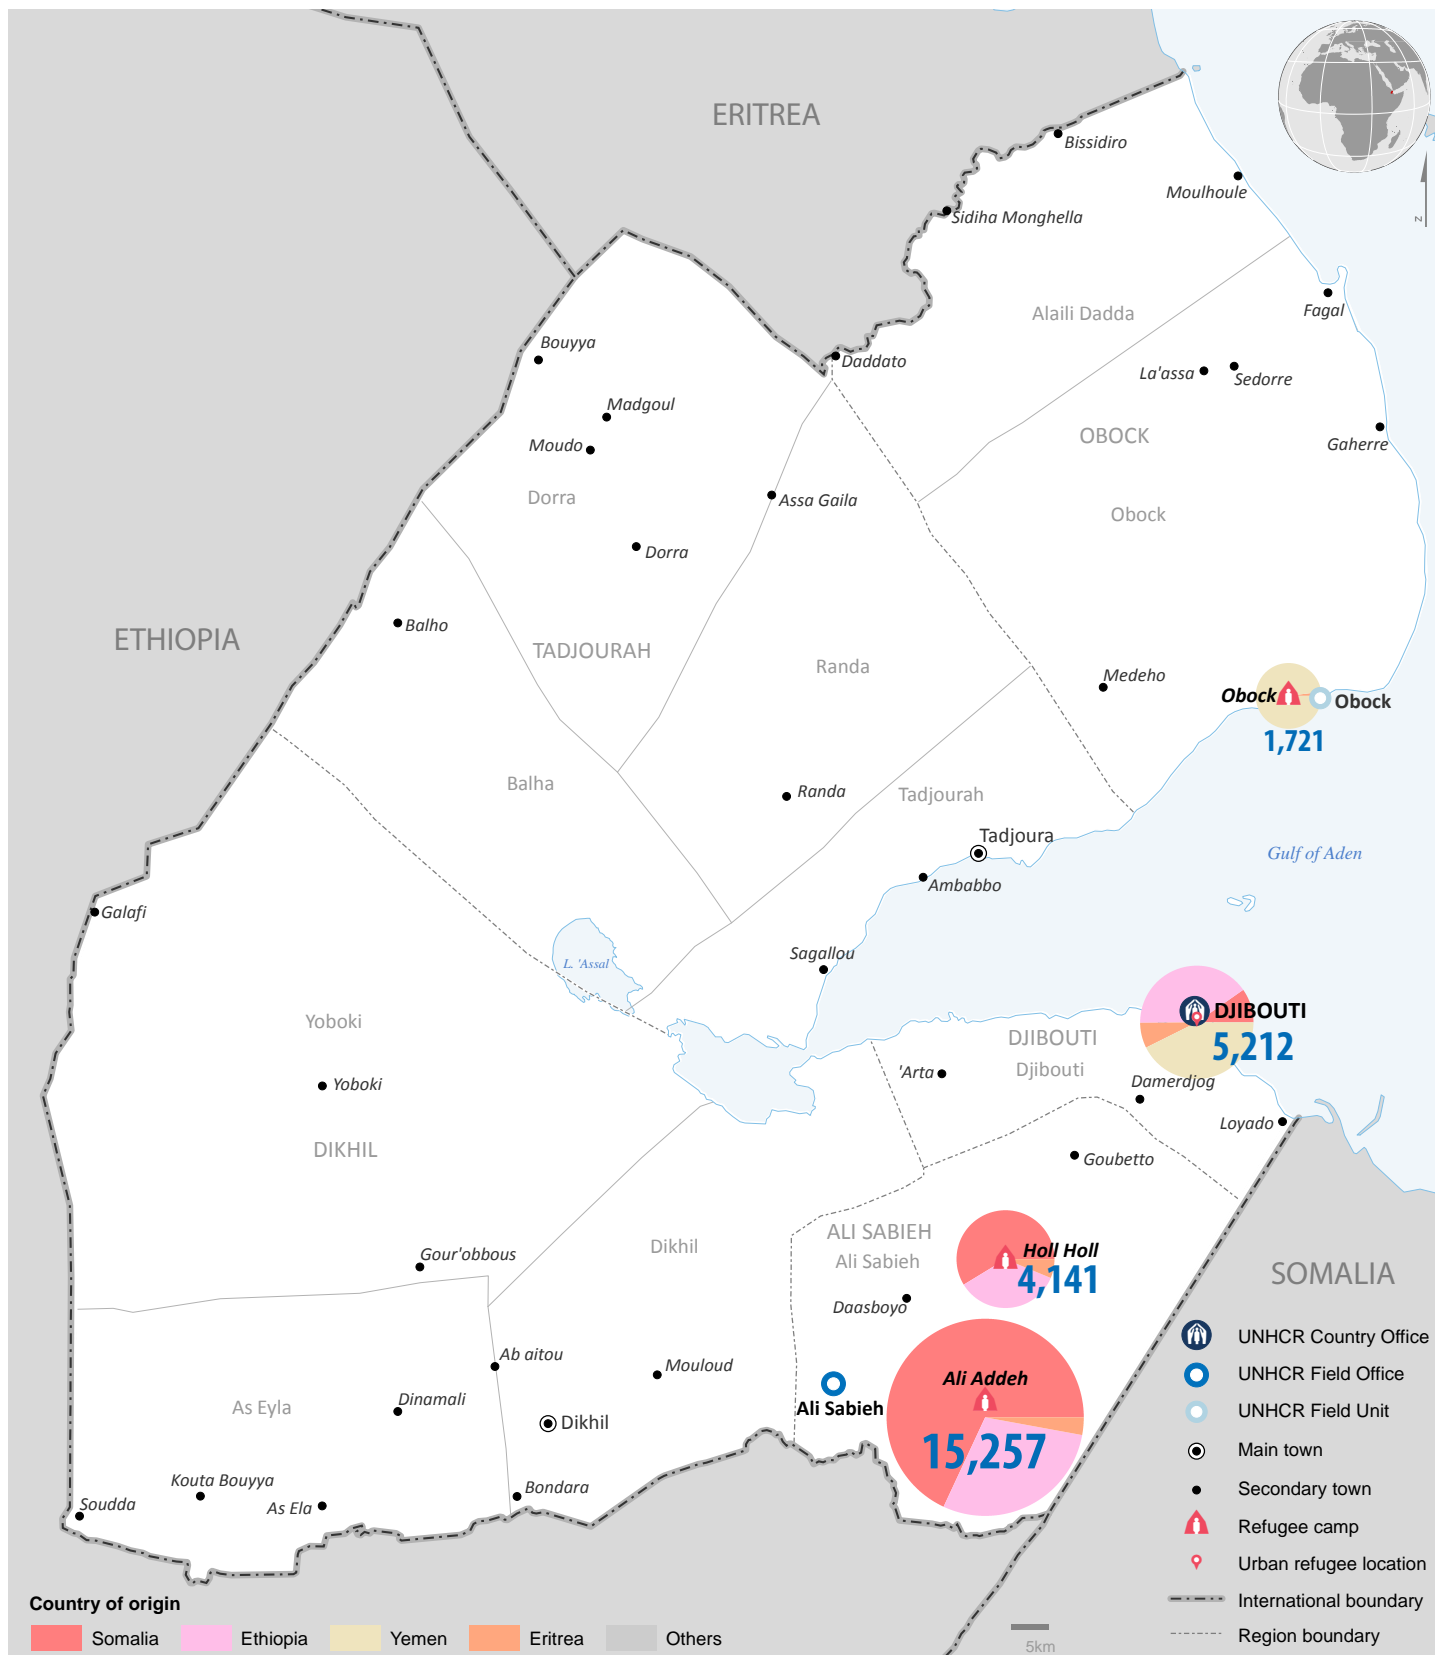 ERITREA
Bissidiro
Moulhoule
Sidiha Monghella
z
Fagal
Alaili Dadda
Bouyya
Daddato
La'assa
Sedorre
Madgoul
OBOCK
Gaherre
Moudo
Dorra
Assa Gaila
Obock
Dorra
Balho
ETHIOPIA
TADJOURAH
Randa
Medeho
Obock
Obock
1,721
Balha
Randa
Tadjourah
Tadjoura
Gulf of Aden
Ambabbo
Galafi
Sagallou
L. 'Assal
DJIBOUTI
5,212
Yoboki
DJIBOUTI
Djibouti
'Arta
Damerdjog
Yoboki
Loyado
DIKHIL
Goubetto
ALI SABIEH
Ali Sabieh
Dikhil
Gour'obbous
Holl Holl
4,141
SOMALIA
Daasboyo
UNHCR Country Office
Ab aitou
Mouloud
Ali Addeh
UNHCR Field Office
Dinamali
As Eyla
Ali Sabieh
UNHCR Field Unit
Dikhil
15,257
Main town
Kouta Bouyya
Bondara
Secondary town
Soudda
As Ela
Refugee camp
Urban refugee location
Country of origin
International boundary
Somalia
Ethiopia
Yemen
Eritrea
Others
5km
Region boundary